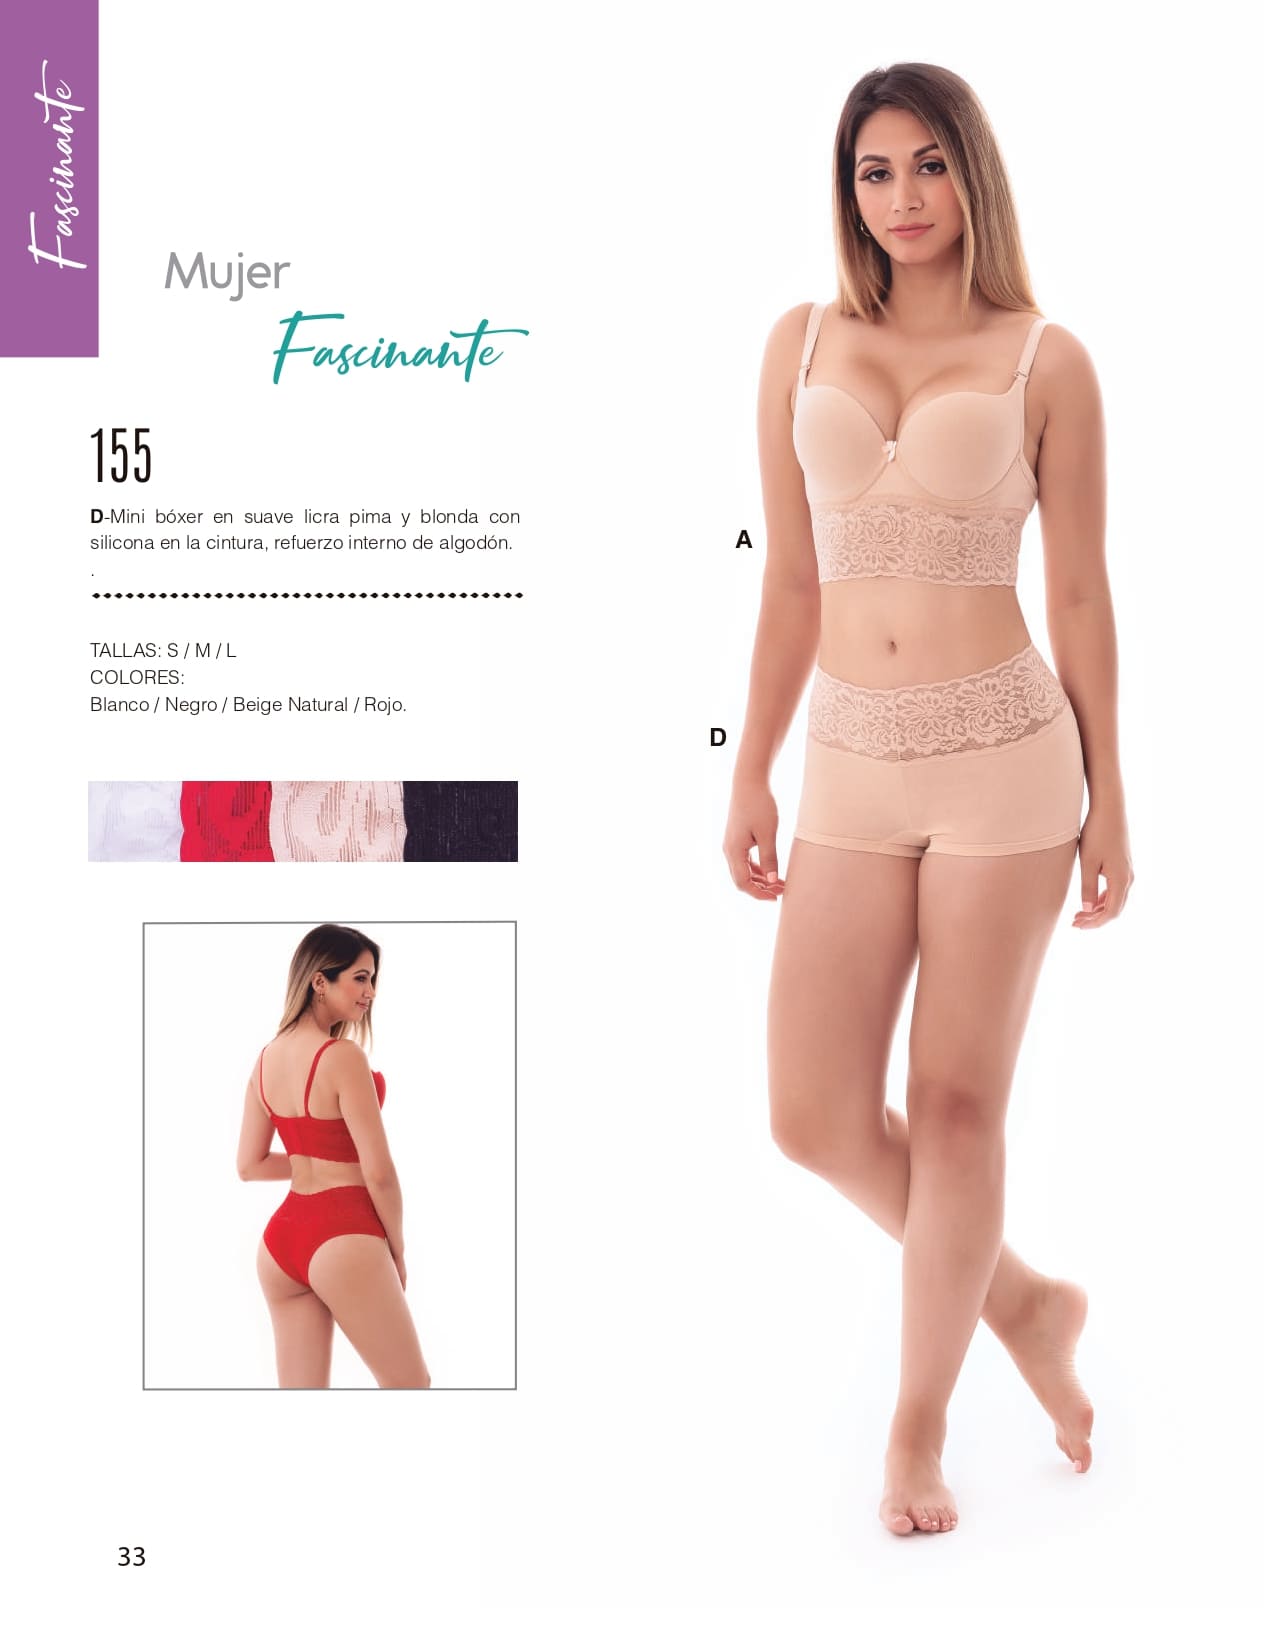 Fascinante
Mujer
Fascinante
155
D-Mini bóxer en suave licra pima y blonda con
silicona en la cintura, refuerzo interno de algodón.
.
TALLAS: S / M / L
COLORES:
Blanco / Negro / Beige Natural / Rojo.
A
D
33